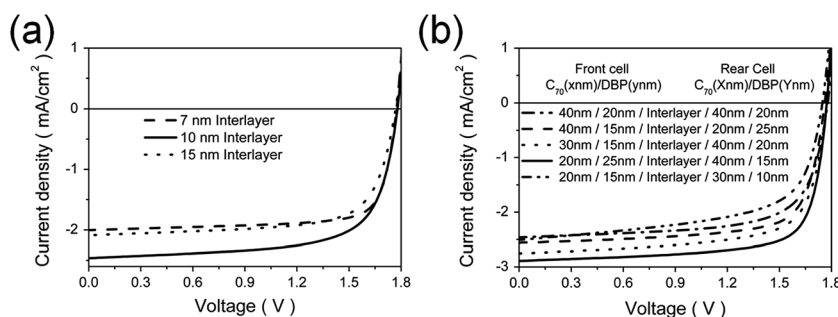 (a)
Current density ( mA/cm²)
1
0
-1
-2
7 nm Interlayer
10 nm Interlayer
15 nm Interlayer
0.0 0.3 0.6 0.9 1.2 1.5 1.8
Voltage ( V )
(b)
Current density ( mA/cm²)
1
0
-1
-2
-3
Front cell Rear Cell
C₇₀(xnm)/DBP(ynm) C₇₀(Xnm)/DBP(Ynm)
40nm / 20nm / Interlayer / 40nm / 20nm
40nm / 15nm / Interlayer / 20nm / 25nm
30nm / 15nm / Interlayer / 40nm / 20nm
20nm / 25nm / Interlayer / 40nm / 15nm
20nm / 15nm / Interlayer / 30nm / 10nm
0.0 0.3 0.6 0.9 1.2 1.5 1.8
Voltage ( V )